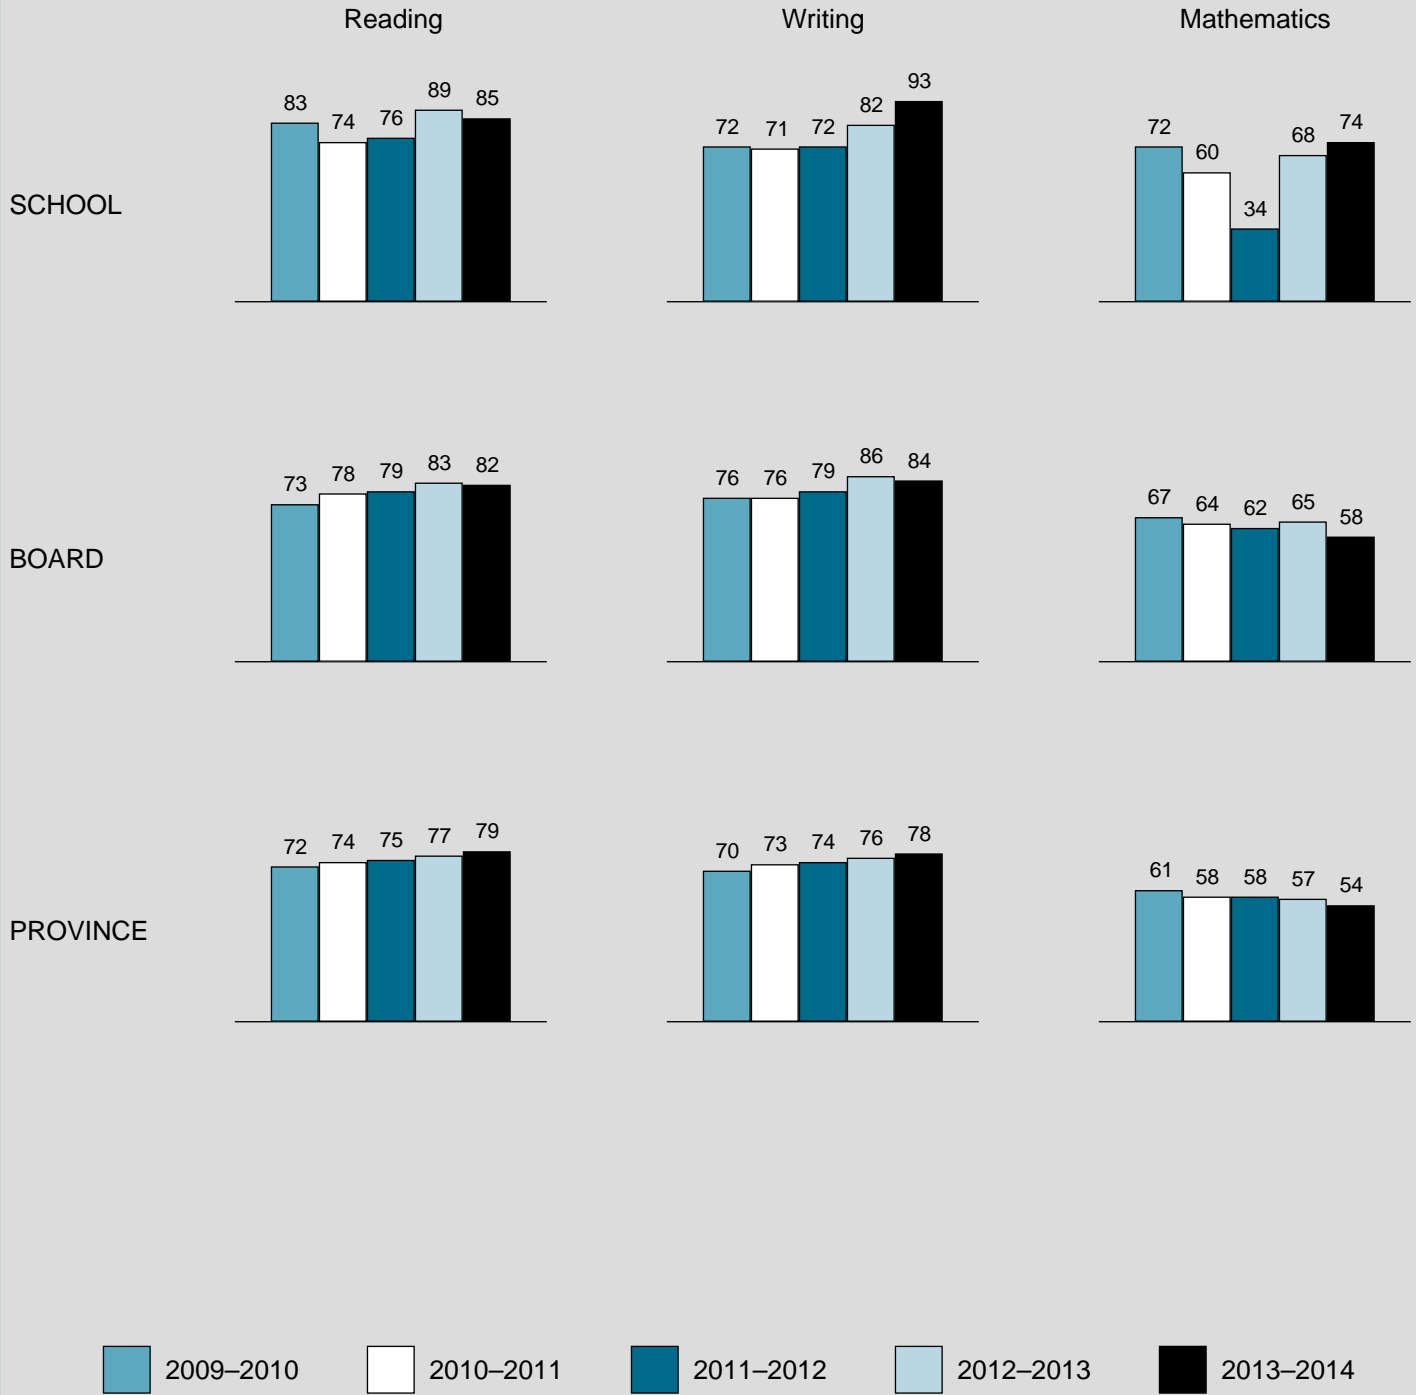 Reading Writing Mathematics
SCHOOL
83 74 76 89 85
72 71 72 82 93
72 60 34 68 74
BOARD
73 78 79 83 82
76 76 79 86 84
67 64 62 65 58
PROVINCE
72 74 75 77 79
70 73 74 76 78
61 58 58 57 54
2009–2010 2010–2011 2011–2012 2012–2013 2013–2014